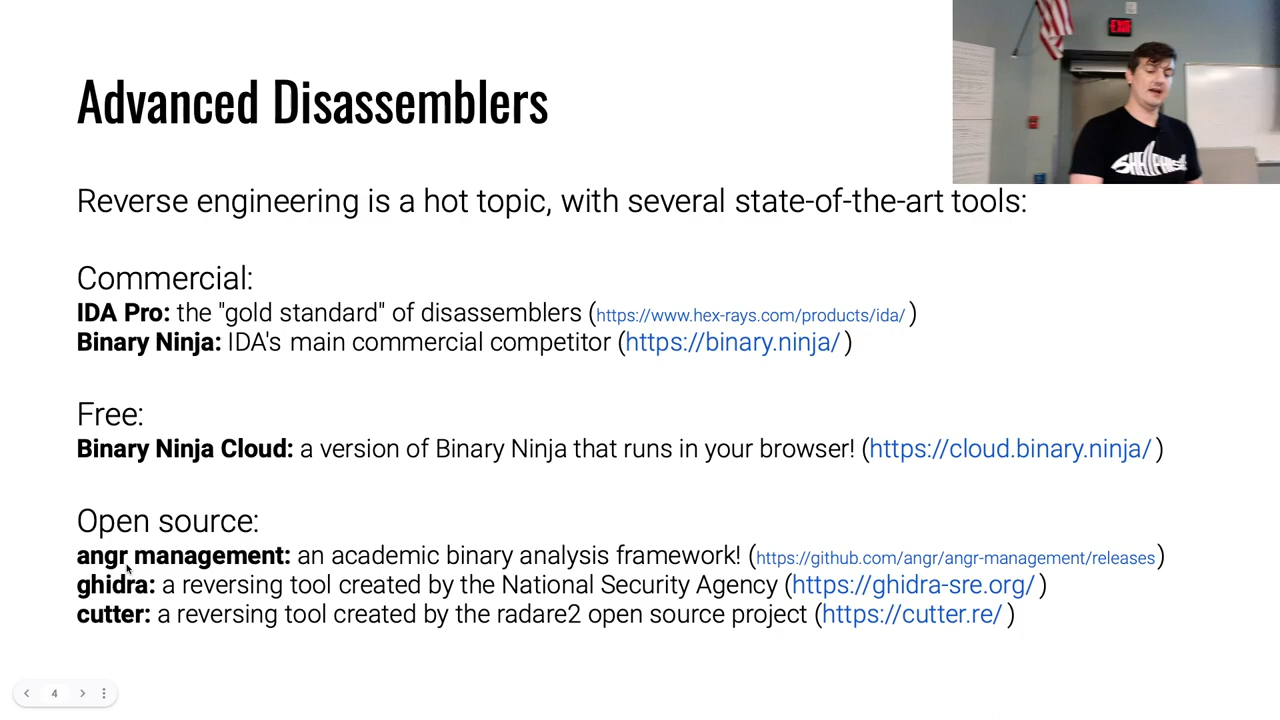 Advanced Disassemblers
EXIT
SHELLPHISH
Reverse engineering is a hot topic, with several state-of-the-art tools:
Commercial:
IDA Pro: the "gold standard" of disassemblers (https://www.hex-rays.com/products/ida/ )
Binary Ninja: IDA's main commercial competitor (https://binary.ninja/ )
Free:
Binary Ninja Cloud: a version of Binary Ninja that runs in your browser! (https://cloud.binary.ninja/ )
Open source:
angr management: an academic binary analysis framework! (https://github.com/angr/angr-management/releases )
ghidra: a reversing tool created by the National Security Agency (https://ghidra-sre.org/ )
cutter: a reversing tool created by the radare2 open source project (https://cutter.re/ )
4